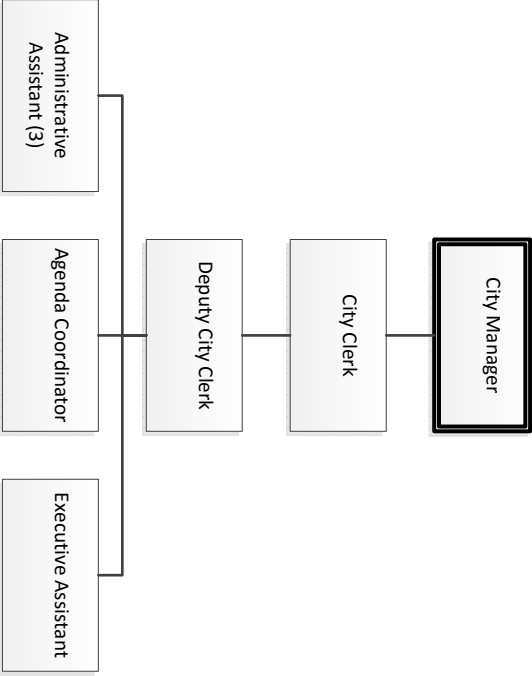 City Manager
City Clerk
Deputy City Clerk
Administrative
Assistant (3)
Agenda Coordinator
Executive Assistant